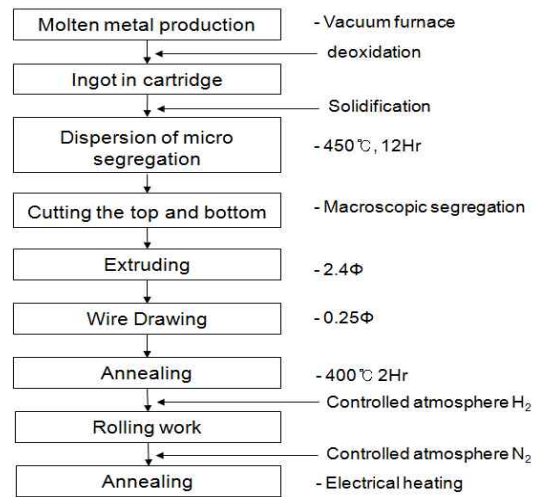 Molten metal production - Vacuum furnace
deoxidation
Ingot in cartridge
Solidification
Dispersion of micro
segregation
- 450℃, 12Hr
Cutting the top and bottom - Macroscopic segregation
Extruding - 2.4Φ
Wire Drawing - 0.25Φ
Annealing - 400℃ 2Hr
Controlled atmosphere H₂
Rolling work
Controlled atmosphere N₂
Annealing - Electrical heating